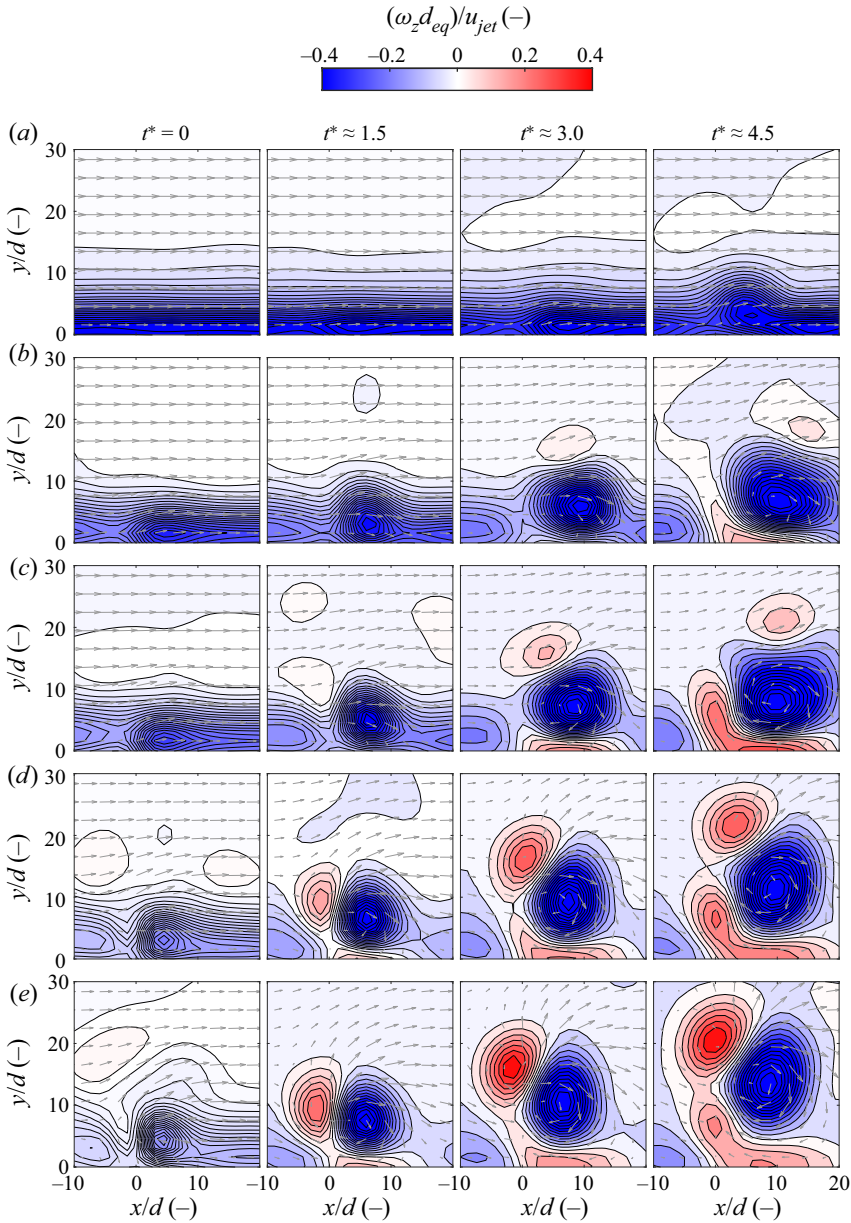 (ω_z d_eq)/u_jet (–)
−0.4 −0.2 0 0.2 0.4
(a) t* = 0 t* ≈ 1.5 t* ≈ 3.0 t* ≈ 4.5
30
20
y/d (–)
10
0
(b)
30
20
y/d (–)
10
0
(c)
30
20
y/d (–)
10
0
(d)
30
20
y/d (–)
10
0
(e)
30
20
y/d (–)
10
0
−10 0 10 −10 0 10 −10 0 10 −10 0 10 20
x/d (–) x/d (–) x/d (–) x/d (–)